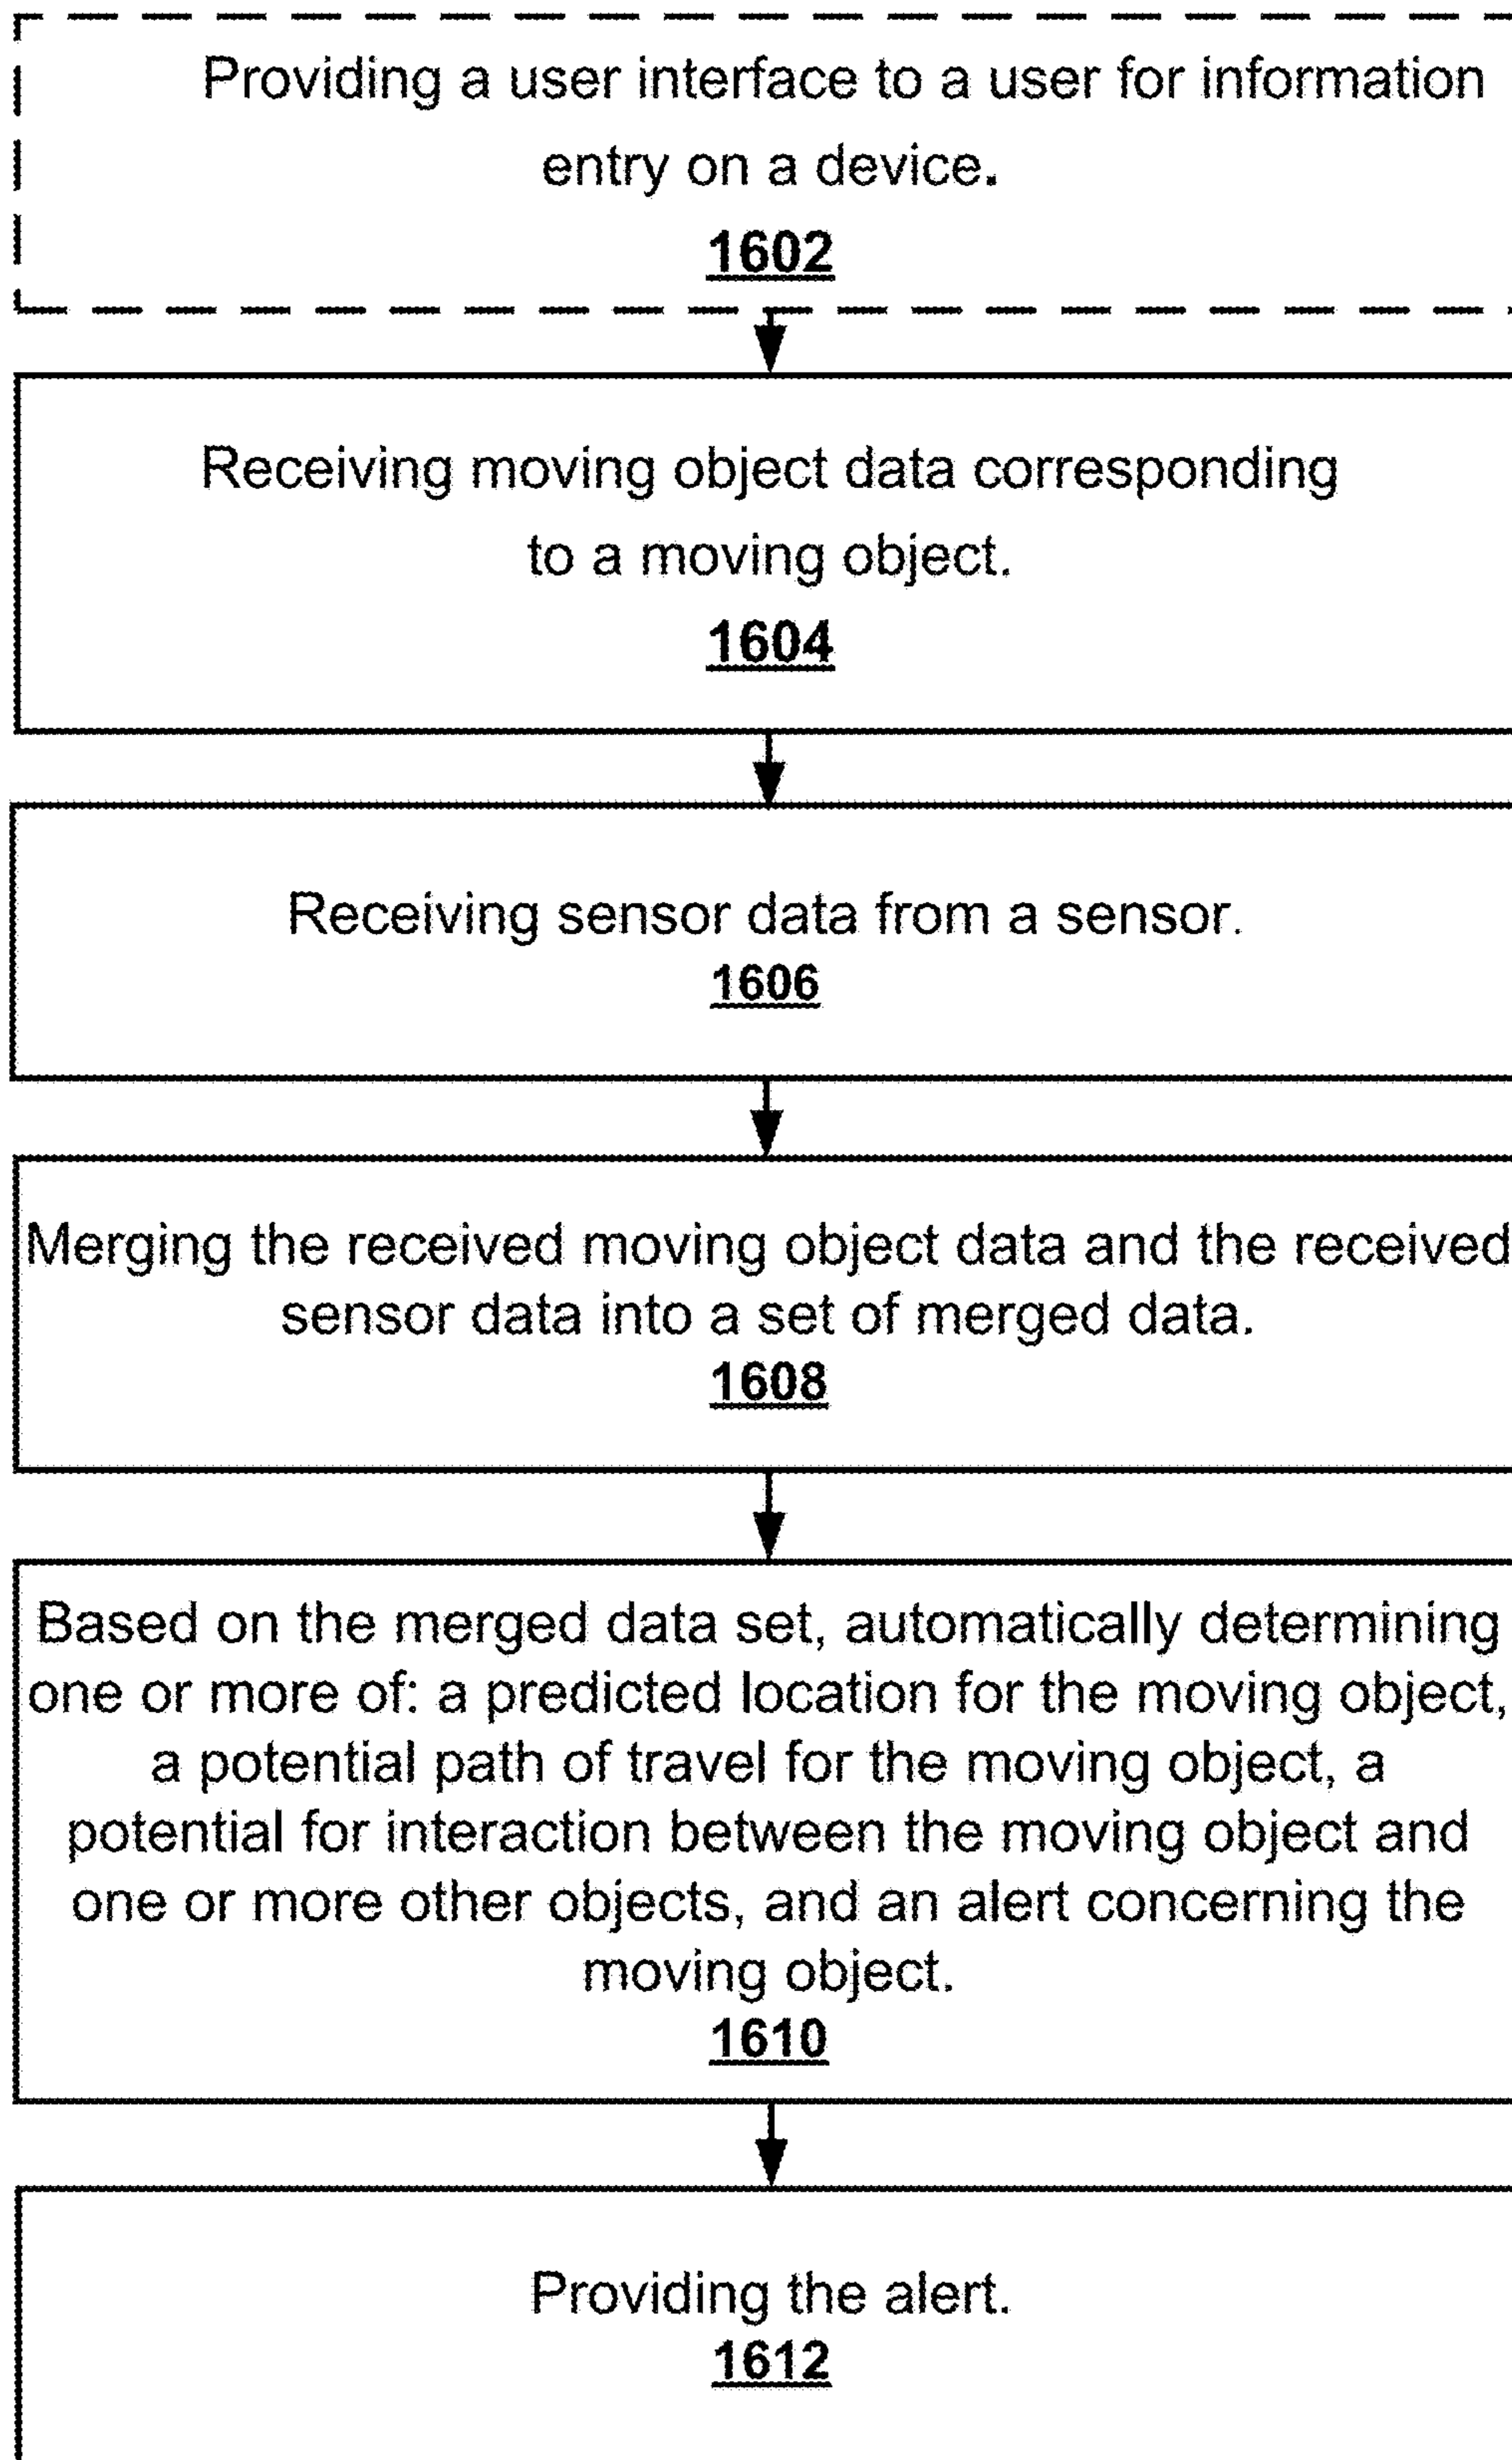 Providing a user interface to a user for information
entry on a device.
1602
Receiving moving object data corresponding
to a moving object.
1604
Receiving sensor data from a sensor.
1606
Merging the received moving object data and the received
sensor data into a set of merged data.
1608
Based on the merged data set, automatically determining
one or more of: a predicted location for the moving object,
a potential path of travel for the moving object, a
potential for interaction between the moving object and
one or more other objects, and an alert concerning the
moving object.
1610
Providing the alert.
1612